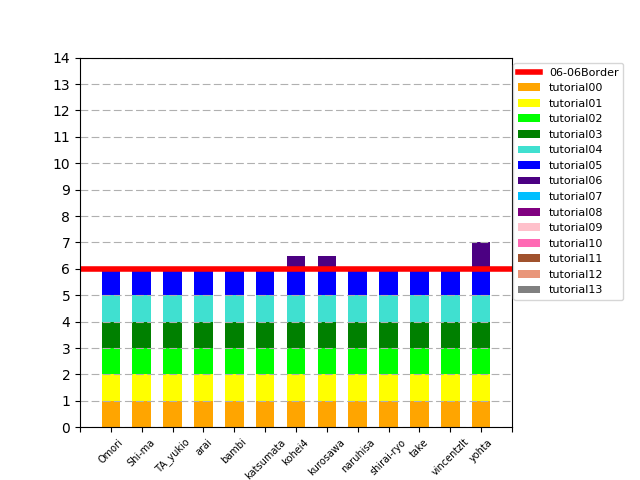 14
13
12
11
10
9
8
7
6
5
4
3
2
1
0
Omori
Shi-ma
TA_yukio
arai
bambi
katsumata
kohei4
kurosawa
naruhisa
shirai-ryo
take
vincentzlt
yohta
06-06Border
tutorial00
tutorial01
tutorial02
tutorial03
tutorial04
tutorial05
tutorial06
tutorial07
tutorial08
tutorial09
tutorial10
tutorial11
tutorial12
tutorial13